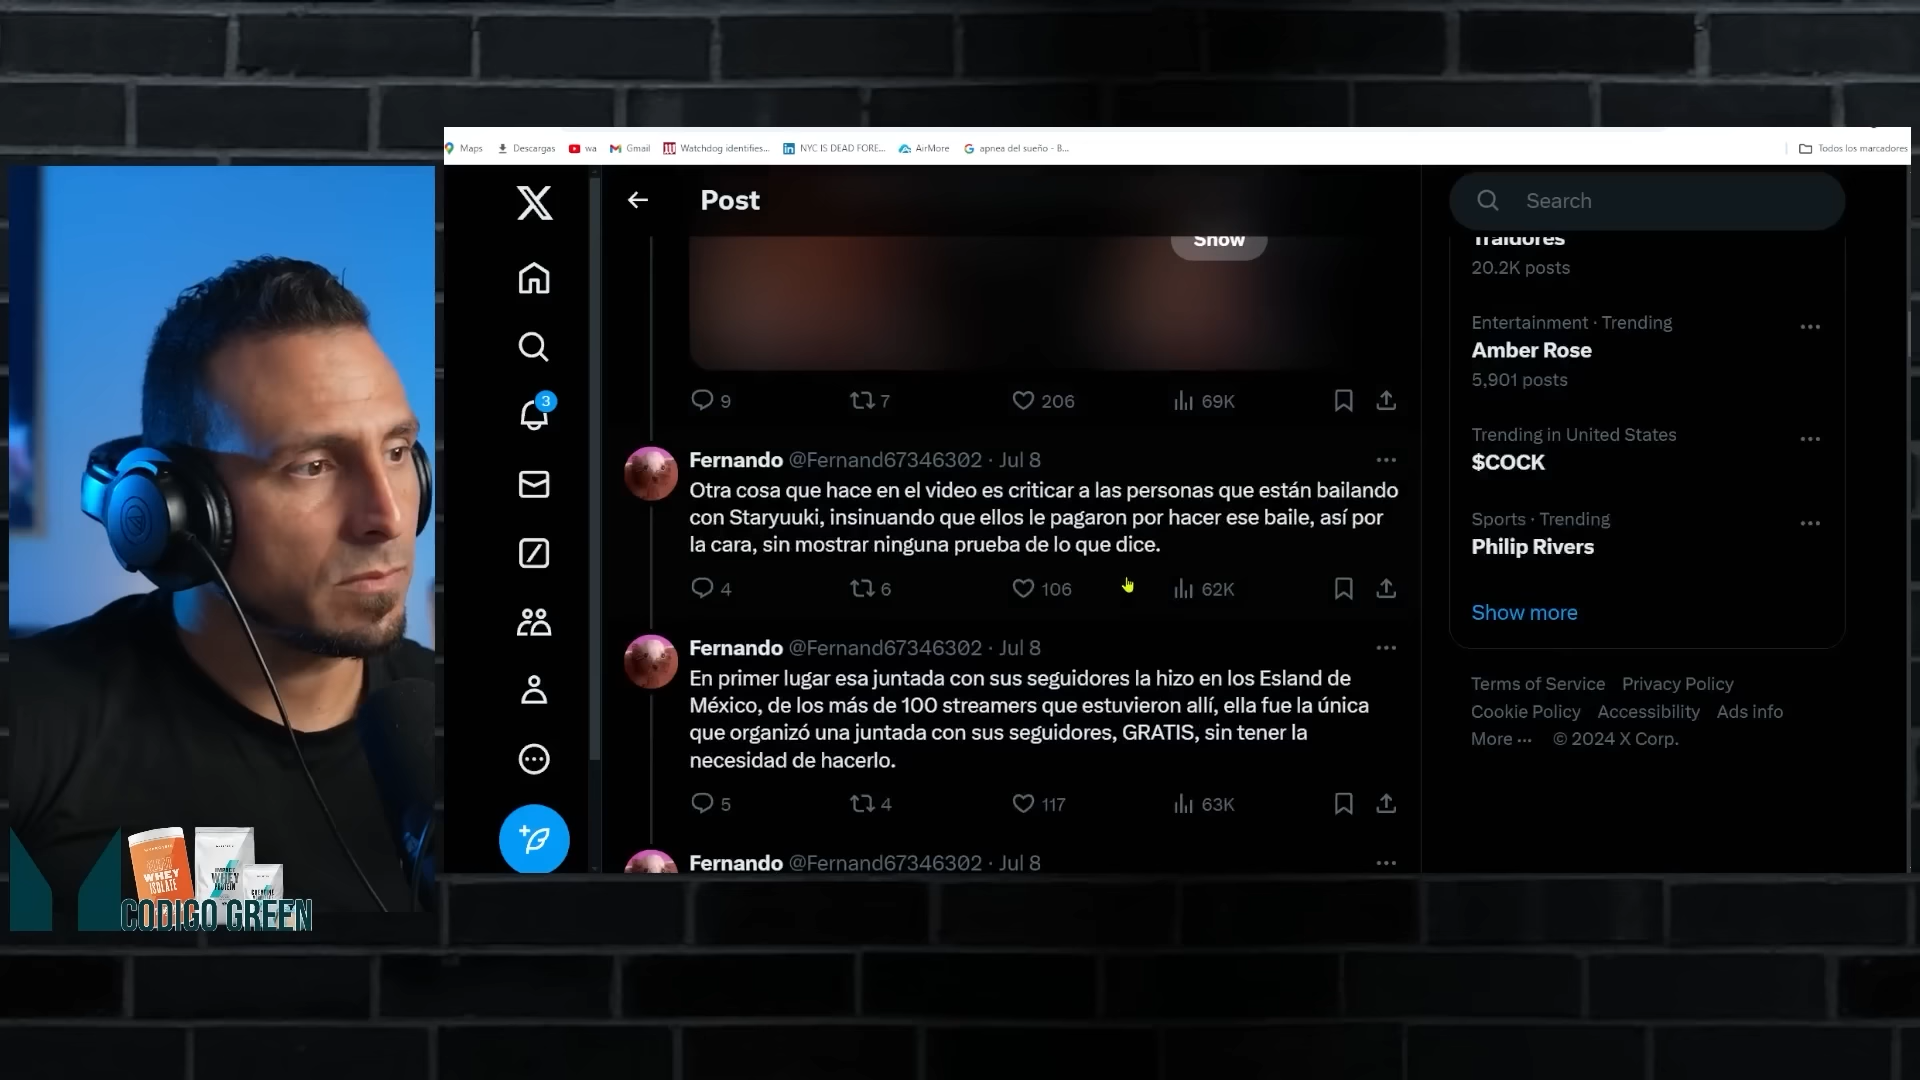 Maps
Descargas
wa
Gmail
Watchdog identifies...
NYC IS DEAD FORE...
AirMore
apnea del sueño - B...
Todos los marcadores
X
Post
Search
Show
9
7
206
69K
Fernando @Fernand67346302 · Jul 8
Otra cosa que hace en el video es criticar a las personas que están bailando
con Staryuuki, insinuando que ellos le pagaron por hacer ese baile, así por
la cara, sin mostrar ninguna prueba de lo que dice.
4
6
106
62K
Fernando @Fernand67346302 · Jul 8
En primer lugar esa juntada con sus seguidores la hizo en los Esland de
México, de los más de 100 streamers que estuvieron allí, ella fue la única
que organizó una juntada con sus seguidores, GRATIS, sin tener la
necesidad de hacerlo.
5
4
117
63K
Fernando @Fernand67346302 · Jul 8
3
Traidores
20.2K posts
Entertainment · Trending
Amber Rose
5,901 posts
Trending in United States
$COCK
Sports · Trending
Philip Rivers
Show more
Terms of Service Privacy Policy
Cookie Policy Accessibility Ads info
More ··· © 2024 X Corp.
WHEY
ISOLATE
IMPACT
WHEY
PROTEIN
CREATINE
CODIGO GREEN